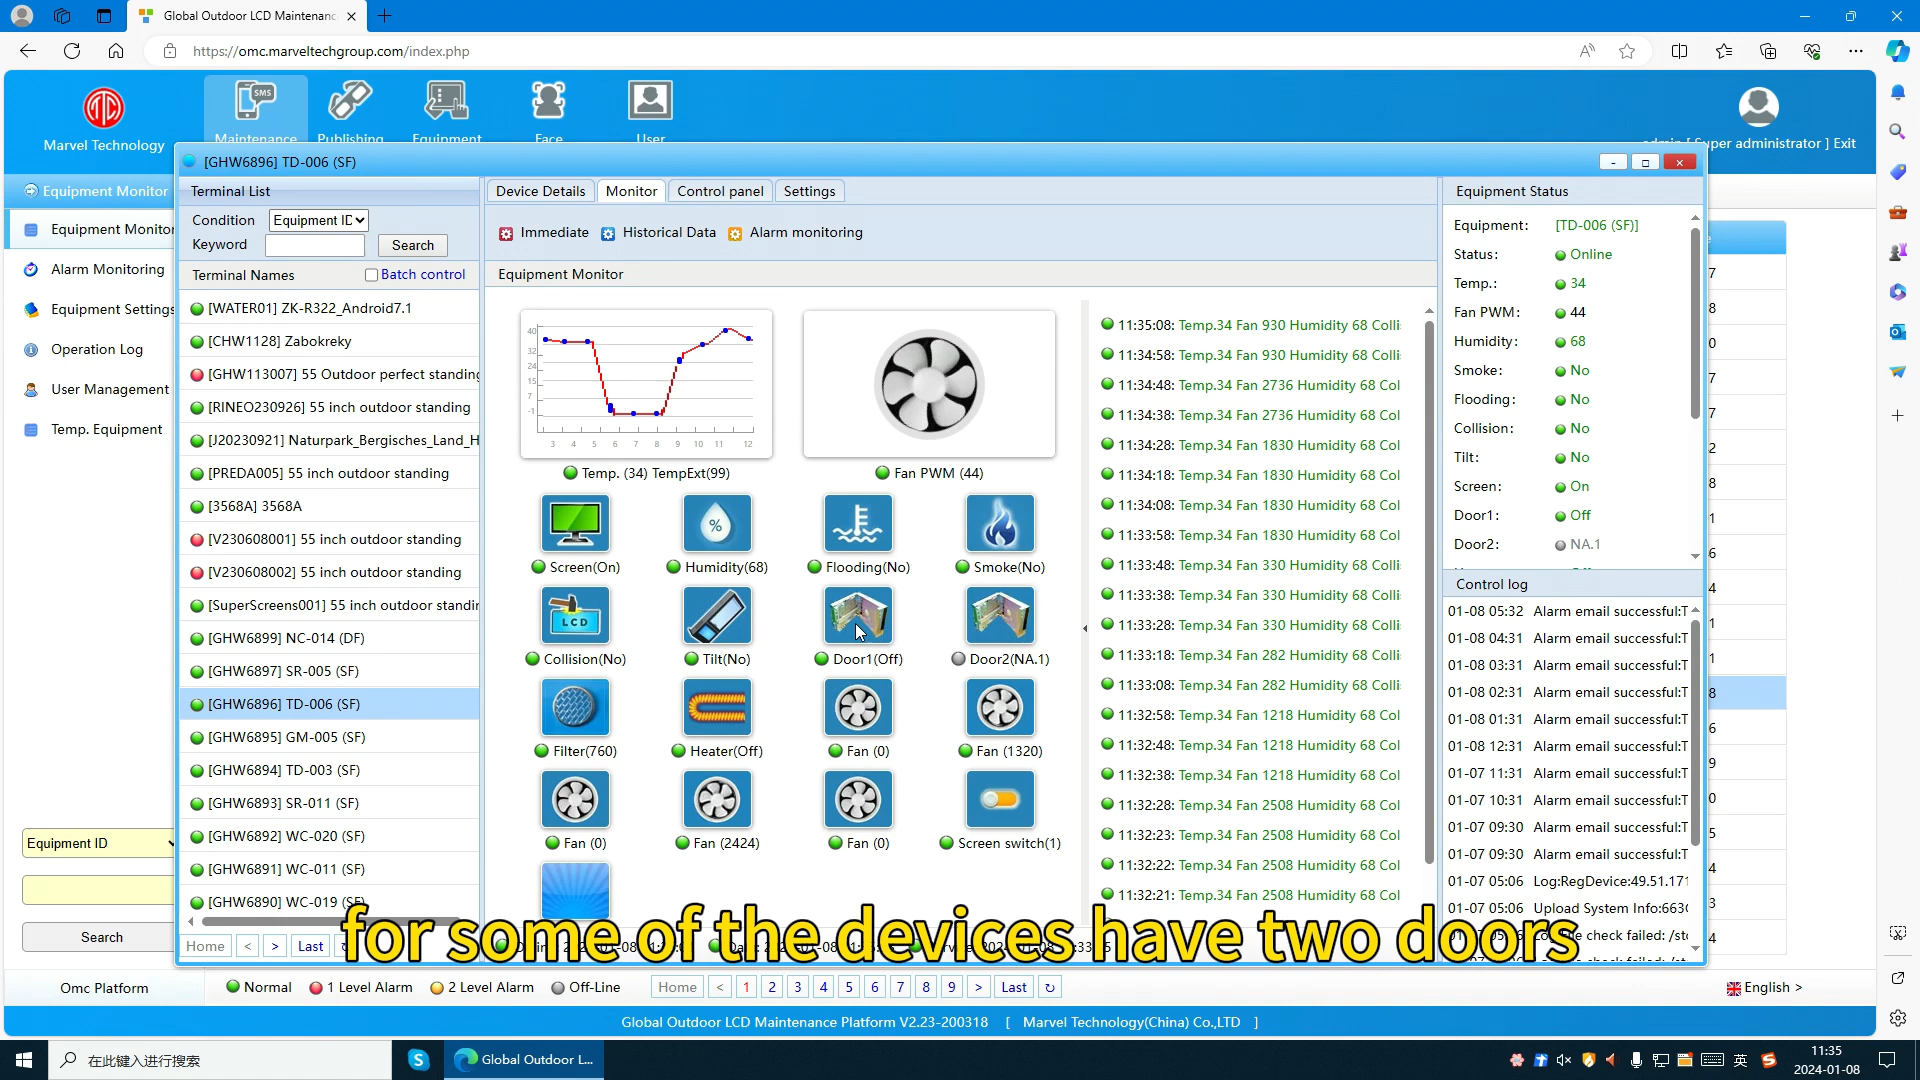 Global Outdoor LCD Maintenanc
https://omc.marveltechgroup.com/index.php
SMS
Maintenance
Publishing
Equipment
Face
User
Marvel Technology
Super administrator ] Exit
Equipment Monitor
Equipment Monitor
Alarm Monitoring
Equipment Settings
Operation Log
User Management
Temp. Equipment
Equipment ID
Search
Omc Platform
[GHW6896] TD-006 (SF)
Terminal List
Condition
Equipment ID
Keyword
Search
Terminal Names
Batch control
[WATER01] ZK-R322_Android7.1
[CHW1128] Zabokreky
[GHW113007] 55 Outdoor perfect standing
[RINEO230926] 55 inch outdoor standing
[J20230921] Naturpark_Bergisches_Land_H
[PREDA005] 55 inch outdoor standing
[3568A] 3568A
[V230608001] 55 inch outdoor standing
[V230608002] 55 inch outdoor standing
[SuperScreens001] 55 inch outdoor standin
[GHW6899] NC-014 (DF)
[GHW6897] SR-005 (SF)
[GHW6896] TD-006 (SF)
[GHW6895] GM-005 (SF)
[GHW6894] TD-003 (SF)
[GHW6893] SR-011 (SF)
[GHW6892] WC-020 (SF)
[GHW6891] WC-011 (SF)
[GHW6890] WC-019 (SF)
Home < > Last
Device Details Monitor Control panel Settings
Immediate Historical Data Alarm monitoring
Equipment Monitor
40
32
24
15
7
-1
3 4 5 6 7 8 9 10 11 12
Temp. (34) TempExt(99)
Fan PWM (44)
Screen(On)
%
Humidity(68)
Flooding(No)
Smoke(No)
LCD
Collision(No)
Tilt(No)
Door1(Off)
Door2(NA.1)
Filter(760)
Heater(Off)
Fan (0)
Fan (1320)
Fan (0)
Fan (2424)
Fan (0)
Screen switch(1)
11:35:08: Temp.34 Fan 930 Humidity 68 Colli
11:34:58: Temp.34 Fan 930 Humidity 68 Colli
11:34:48: Temp.34 Fan 2736 Humidity 68 Col
11:34:38: Temp.34 Fan 2736 Humidity 68 Col
11:34:28: Temp.34 Fan 1830 Humidity 68 Col
11:34:18: Temp.34 Fan 1830 Humidity 68 Col
11:34:08: Temp.34 Fan 1830 Humidity 68 Col
11:33:58: Temp.34 Fan 1830 Humidity 68 Col
11:33:48: Temp.34 Fan 330 Humidity 68 Colli
11:33:38: Temp.34 Fan 330 Humidity 68 Colli
11:33:28: Temp.34 Fan 330 Humidity 68 Colli
11:33:18: Temp.34 Fan 282 Humidity 68 Colli
11:33:08: Temp.34 Fan 282 Humidity 68 Colli
11:32:58: Temp.34 Fan 1218 Humidity 68 Col
11:32:48: Temp.34 Fan 1218 Humidity 68 Col
11:32:38: Temp.34 Fan 1218 Humidity 68 Col
11:32:28: Temp.34 Fan 2508 Humidity 68 Col
11:32:23: Temp.34 Fan 2508 Humidity 68 Col
11:32:22: Temp.34 Fan 2508 Humidity 68 Col
11:32:21: Temp.34 Fan 2508 Humidity 68 Col
Equipment Status
Equipment: [TD-006 (SF)]
Status: Online
Temp.: 34
Fan PWM: 44
Humidity: 68
Smoke: No
Flooding: No
Collision: No
Tilt: No
Screen: On
Door1: Off
Door2: NA.1
Control log
01-08 05:32 Alarm email successful:T
01-08 04:31 Alarm email successful:T
01-08 03:31 Alarm email successful:T
01-08 02:31 Alarm email successful:T
01-08 01:31 Alarm email successful:T
01-08 12:31 Alarm email successful:T
01-07 11:31 Alarm email successful:T
01-07 10:31 Alarm email successful:T
01-07 09:30 Alarm email successful:T
01-07 09:30 Alarm email successful:T
01-07 05:06 Log:RegDevice:49.51.171
01-07 05:06 Upload System Info:663(
for some of the devices have two doors
Normal 1 Level Alarm 2 Level Alarm Off-Line
Home < 1 2 3 4 5 6 7 8 9 > Last
English >
Global Outdoor LCD Maintenance Platform V2.23-200318 [ Marvel Technology(China) Co.,LTD ]
在此键入进行搜索
Global Outdoor L...
英
11:35
2024-01-08